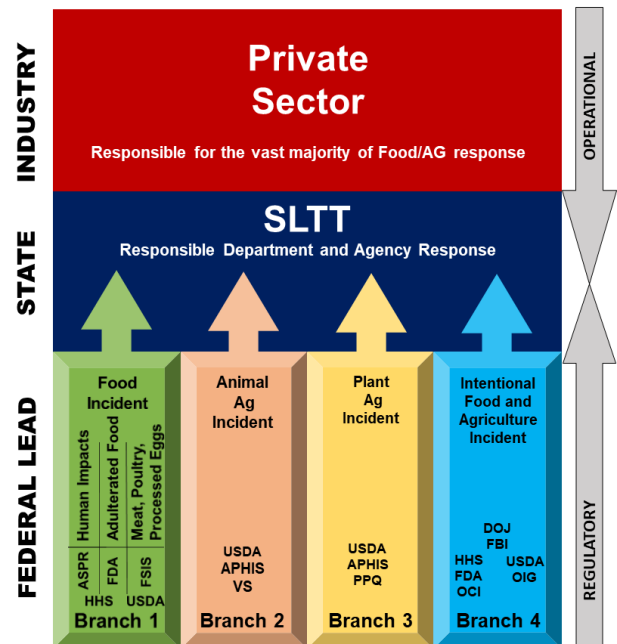 INDUSTRY
Private
Sector
Responsible for the vast majority of Food/AG response
OPERATIONAL
STATE
SLTT
Responsible Department and Agency Response
FEDERAL LEAD
Food
Incident
Human Impacts
Adulterated Food
Meat, Poultry,
Processed Eggs
ASPR
FDA
FSIS
HHS
USDA
Branch 1
Animal
Ag
Incident
USDA
APHIS
VS
Branch 2
Plant
Ag
Incident
USDA
APHIS
PPQ
Branch 3
Intentional
Food and
Agriculture
Incident
DOJ
FBI
HHS
FDA
OCI
USDA
OIG
Branch 4
REGULATORY